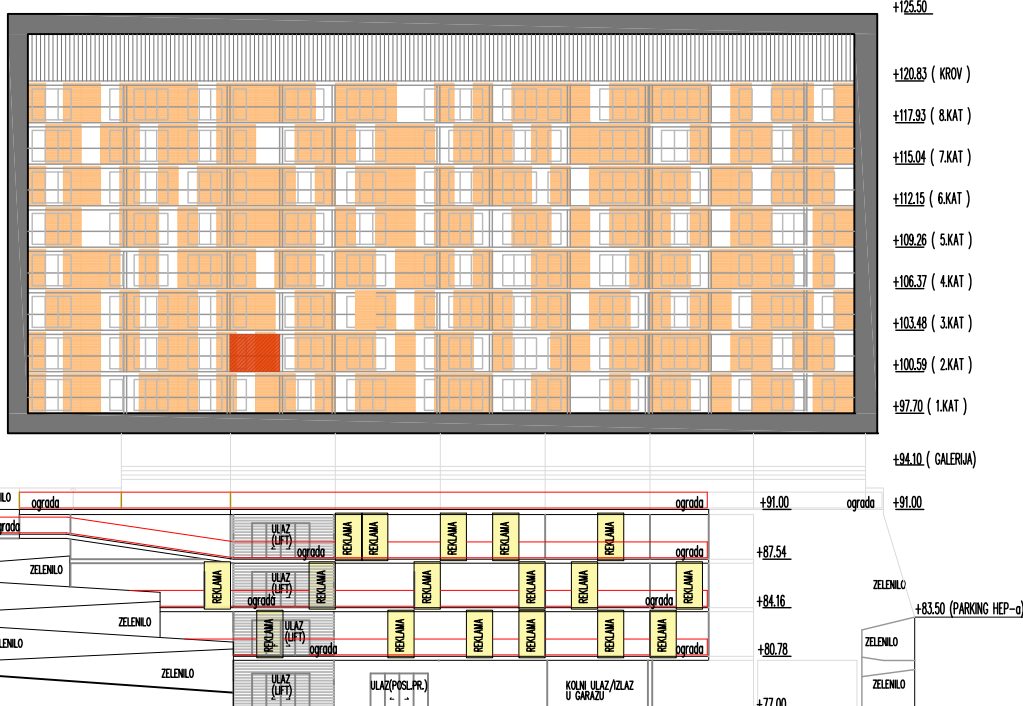 +125.50
+120.83 ( KROV )
+117.93 ( 8.KAT )
+115.04 ( 7.KAT )
+112.15 ( 6.KAT )
+109.26 ( 5.KAT )
+106.37 ( 4.KAT )
+103.48 ( 3.KAT )
+100.59 ( 2.KAT )
+97.70 ( 1.KAT )
+94.10 ( GALERIJA)
ILO
ograda
ograda
+91.00
ograda
+91.00
grada
ULAZ
(LIFT)
ograda
REKLAMA
REKLAMA
REKLAMA
REKLAMA
REKLAMA
ograda
+87.54
ZELENILO
REKLAMA
ULAZ
(LIFT)
ograda
REKLAMA
REKLAMA
REKLAMA
REKLAMA
ograda
REKLAMA
+84.16
ZELENILO
+83.50 (PARKING HEP-a)
ZELENILO
REKLAMA
ULAZ
(LIFT)
ograda
REKLAMA
REKLAMA
REKLAMA
REKLAMA
REKLAMA
ograda
+80.78
ZELENILO
ELENILO
ZELENILO
ULAZ
(LIFT)
ULAZ(POSL.PR.)
KOLNI ULAZ/IZLAZ
U GARAZU
ZELENILO
+77.00